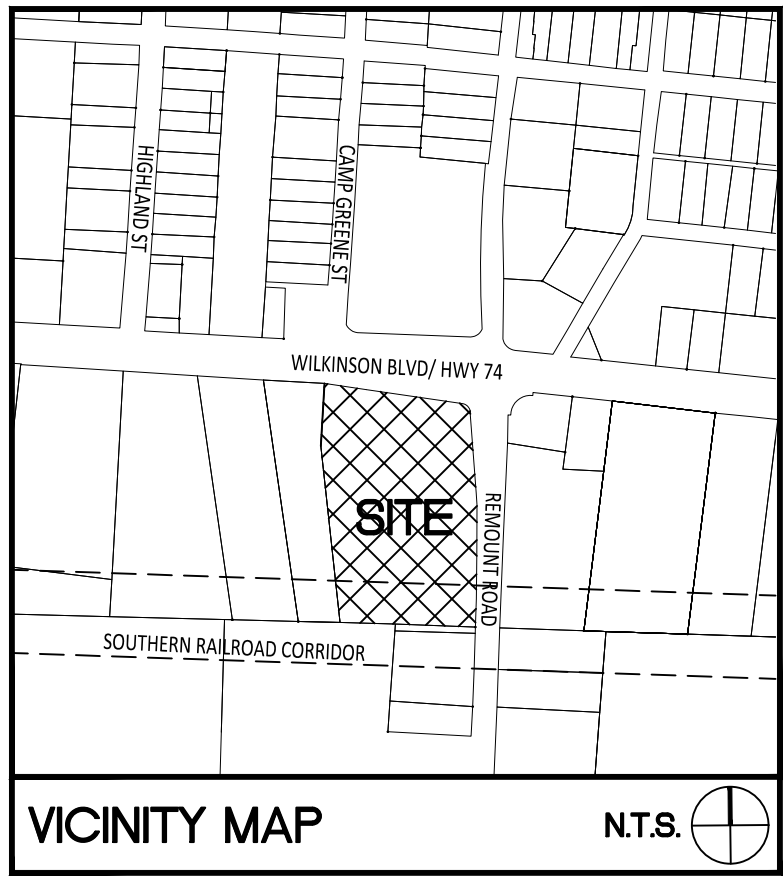 HIGHLAND ST
CAMP GREENE ST
WILKINSON BLVD/ HWY 74
SITE
REMOUNT ROAD
SOUTHERN RAILROAD CORRIDOR
VICINITY MAP
N.T.S.